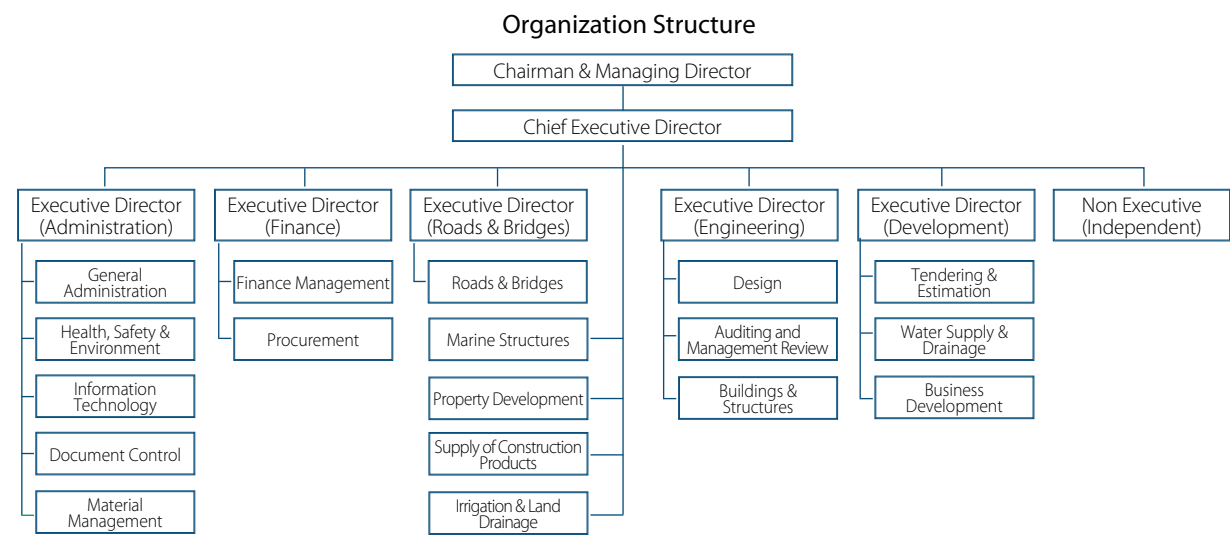 Organization Structure
Chairman & Managing Director
Chief Executive Director
Executive Director
(Administration)
Executive Director
(Finance)
Executive Director
(Roads & Bridges)
Executive Director
(Engineering)
Executive Director
(Development)
Non Executive
(Independent)
General
Administration
Health, Safety &
Environment
Information
Technology
Document Control
Material
Management
Finance Management
Procurement
Roads & Bridges
Marine Structures
Property Development
Supply of Construction
Products
Irrigation & Land
Drainage
Design
Auditing and
Management Review
Buildings &
Structures
Tendering &
Estimation
Water Supply &
Drainage
Business
Development